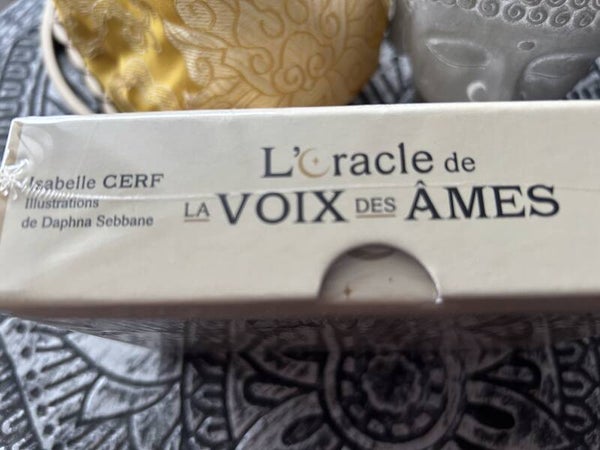 Isabelle CERF
Illustrations
de Daphna Sebbane
L'Oracle de
LA VOIX DES ÂMES